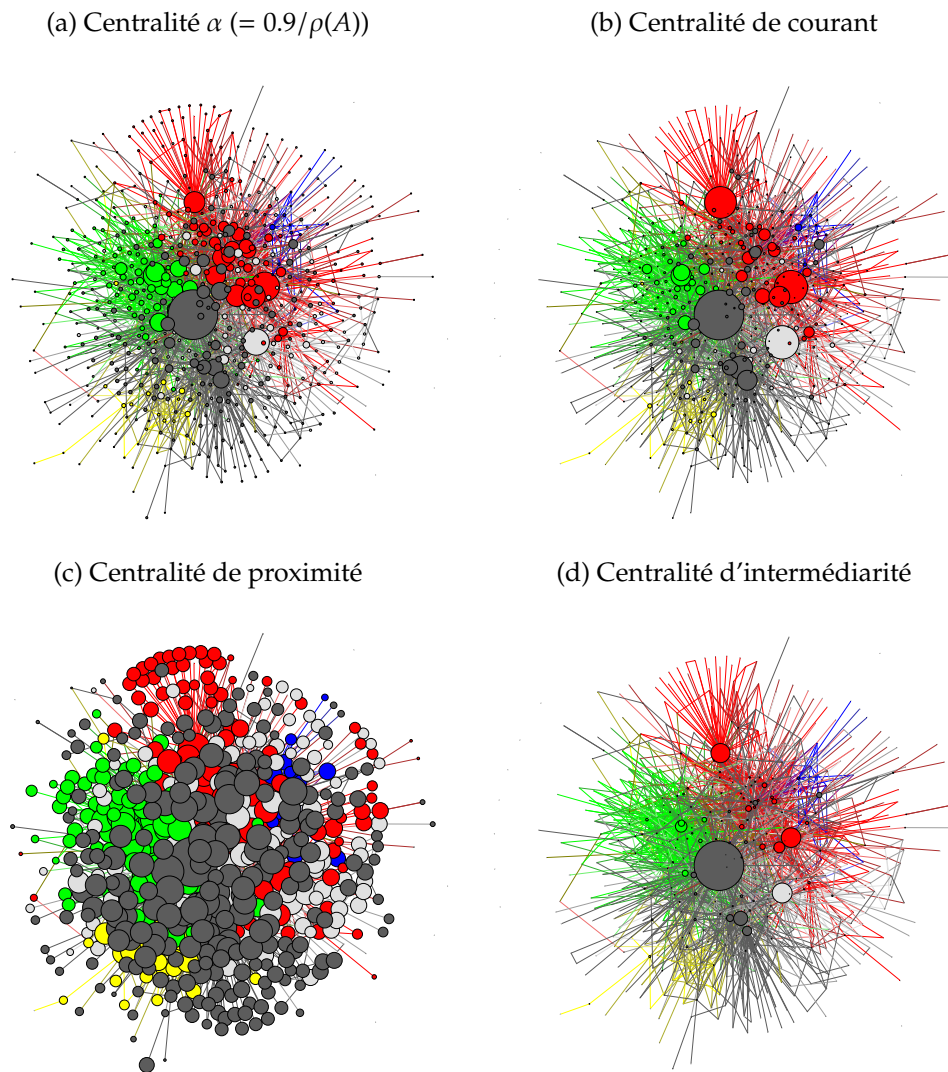 (a) Centralité α (= 0.9/ρ(A))
(b) Centralité de courant
(c) Centralité de proximité
(d) Centralité d'intermédiarité